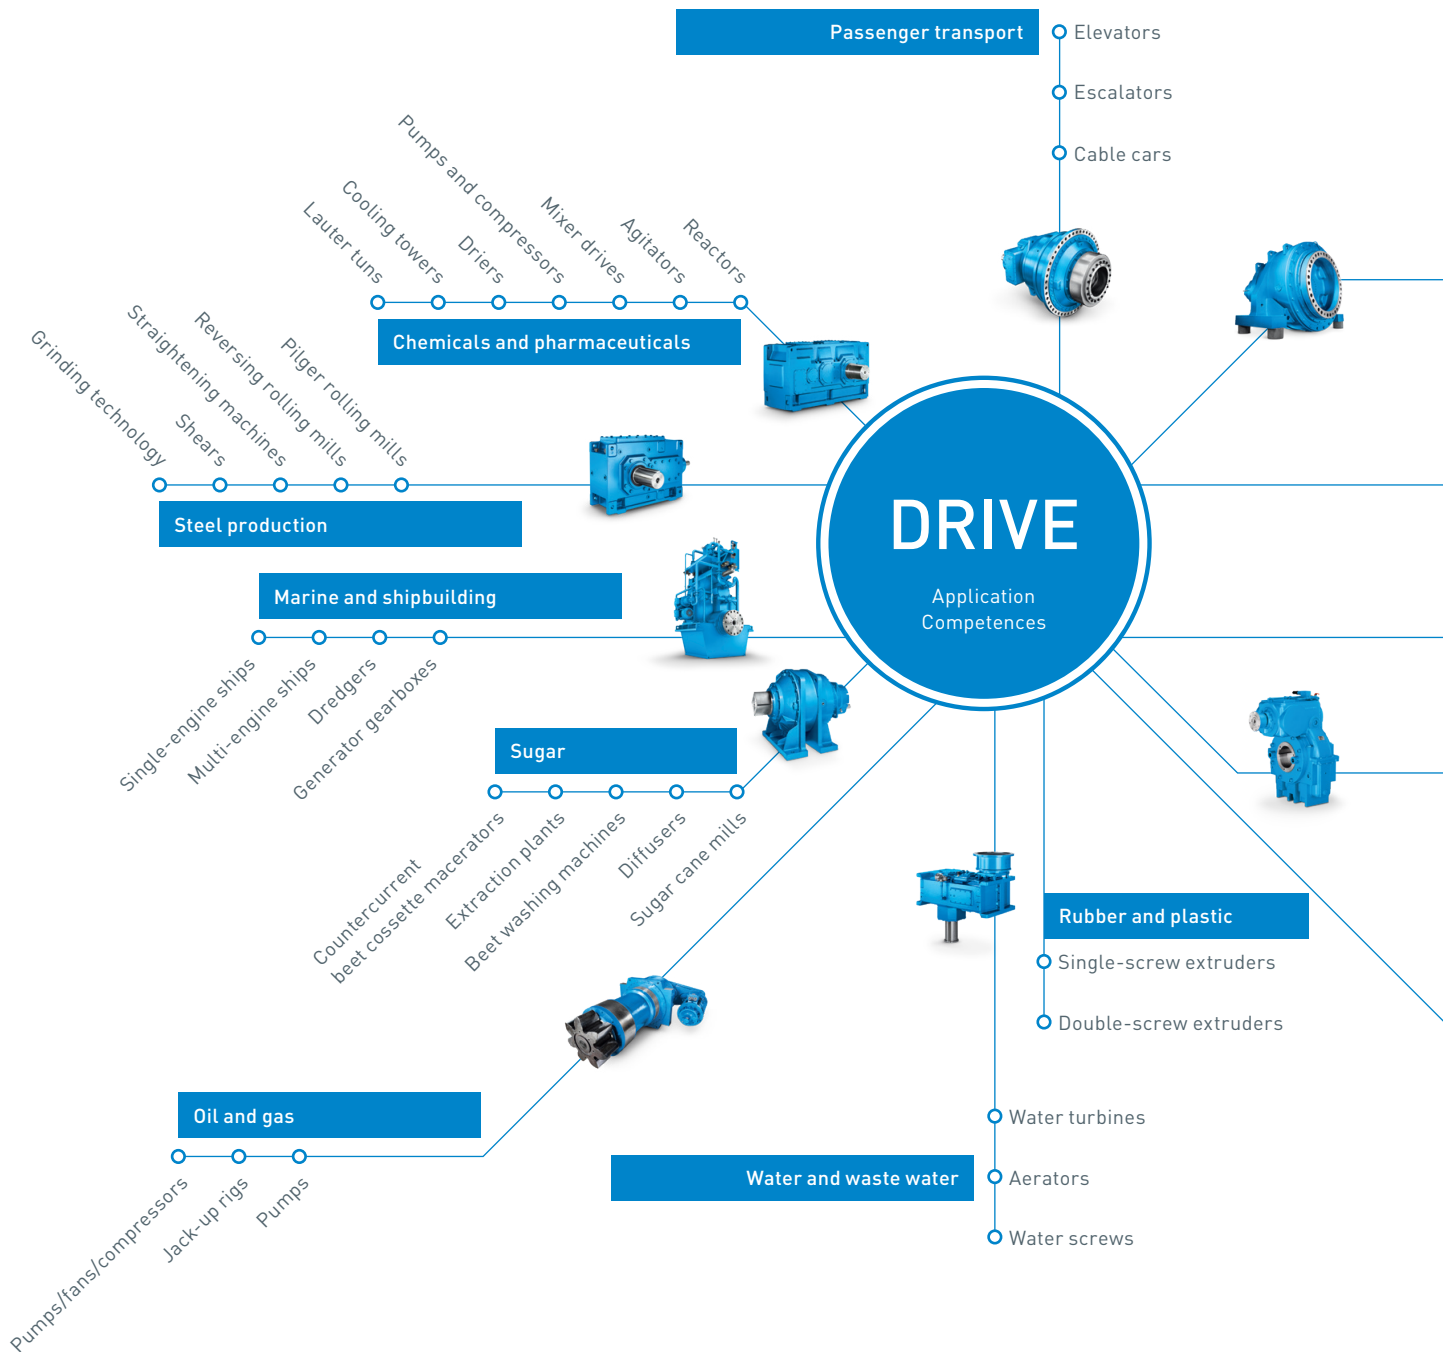 Passenger transport
Elevators
Escalators
Cable cars
Lauter tuns
Cooling towers
Driers
Pumps and compressors
Mixer drives
Agitators
Reactors
Chemicals and pharmaceuticals
Grinding technology
Shears
Straightening machines
Reversing rolling mills
Pilger rolling mills
Steel production
DRIVE
Application
Competences
Marine and shipbuilding
Single-engine ships
Multi-engine ships
Dredgers
Generator gearboxes
Sugar
Countercurrent
beet cossette macerators
Extraction plants
Beet washing machines
Diffusers
Sugar cane mills
Rubber and plastic
Single-screw extruders
Double-screw extruders
Oil and gas
Pumps/fans/compressors
Jack-up rigs
Pumps
Water and waste water
Water turbines
Aerators
Water screws